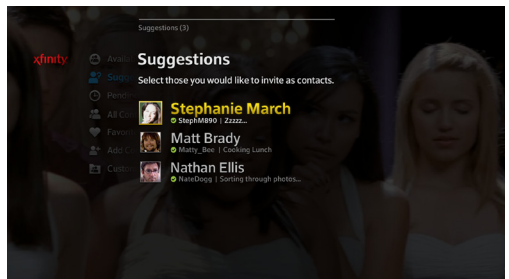 Suggestions (3)
xfinity
Suggestions
Select those you would like to invite as contacts.
Stephanie March
StephM890 | Zzzzz...
Matt Brady
Matty_Bee | Cooking Lunch
Nathan Ellis
NateDogg | Sorting through photos...
All